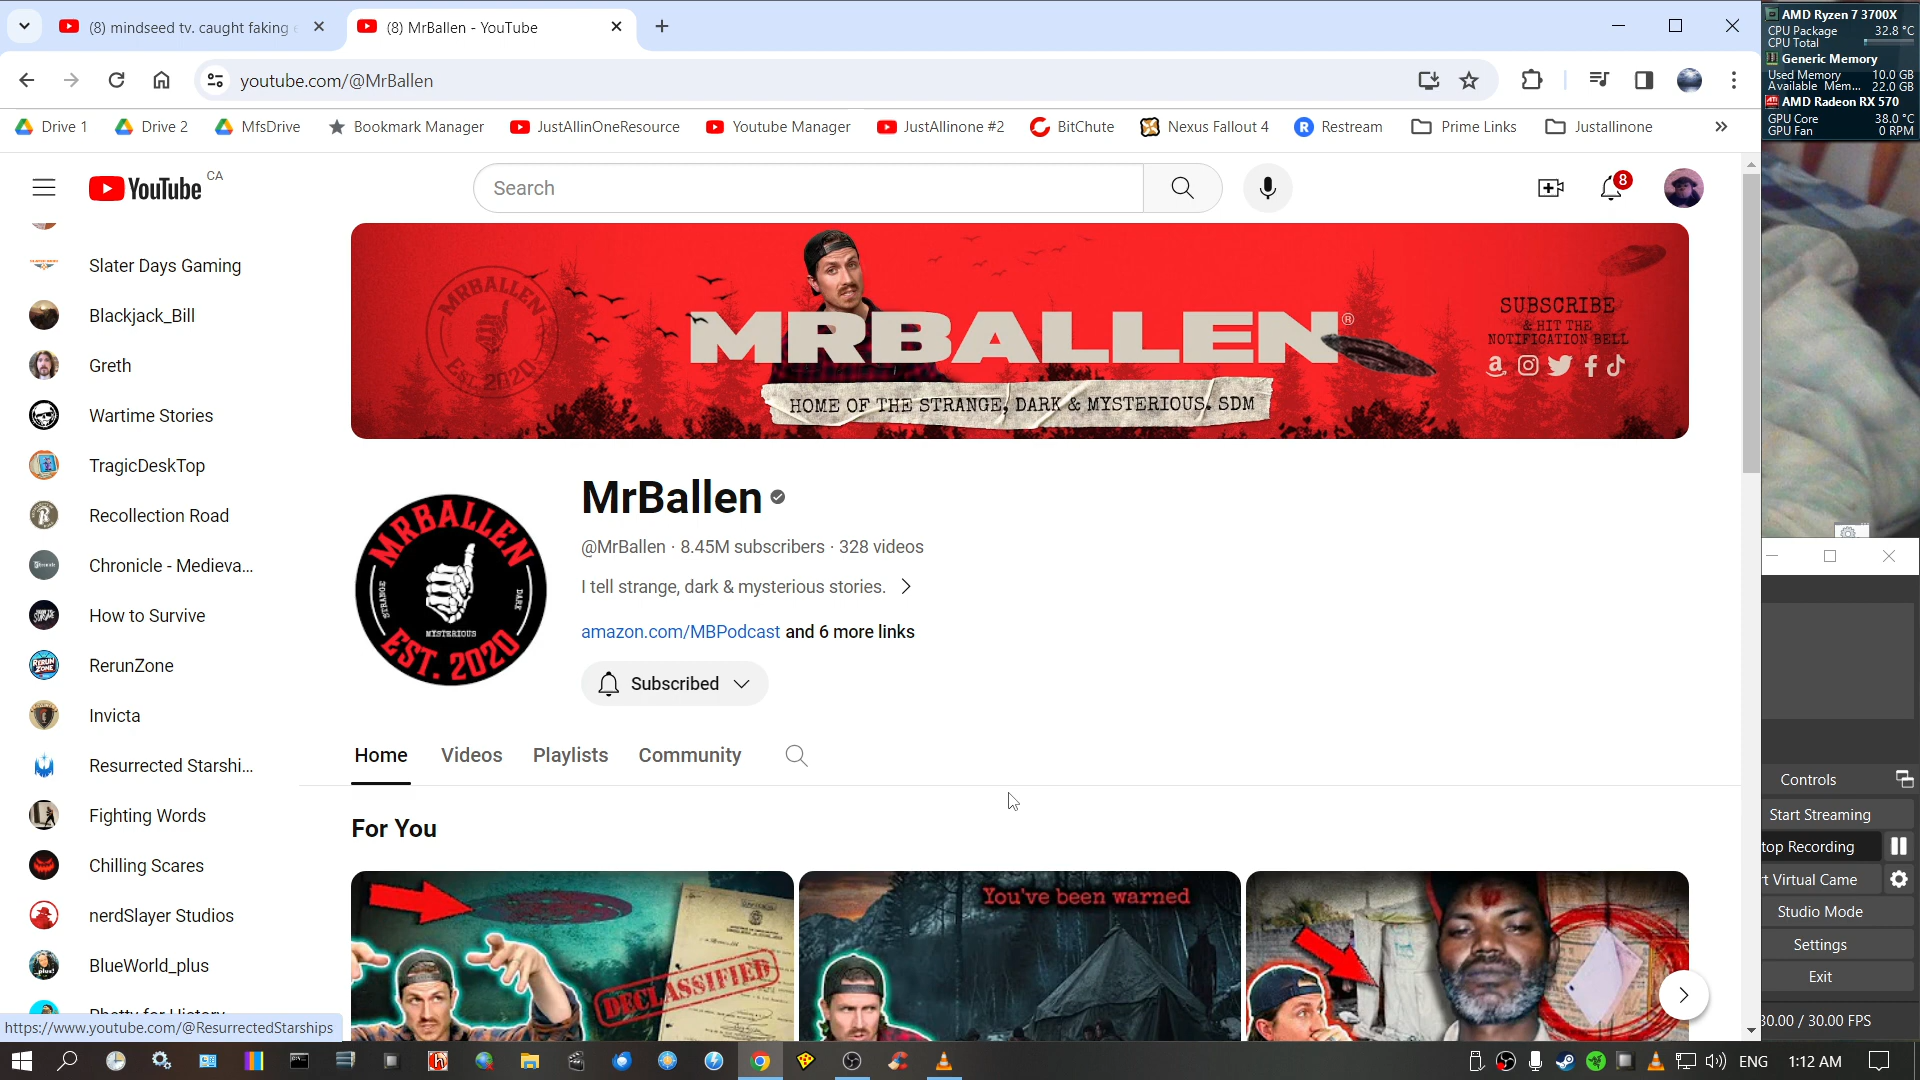 (8) mindseed tv. caught faking
(8) MrBallen - YouTube
youtube.com/@MrBallen
Drive 1
Drive 2
MfsDrive
Bookmark Manager
JustAllinOneResource
Youtube Manager
JustAllinone #2
BitChute
Nexus Fallout 4
Restream
Prime Links
Justallinone
YouTube CA
Search
8
Slater Days Gaming
Blackjack_Bill
Greth
Wartime Stories
TragicDeskTop
Recollection Road
Chronicle - Medieva...
How to Survive
RerunZone
Invicta
Resurrected Starshi...
Fighting Words
Chilling Scares
nerdSlayer Studios
BlueWorld_plus
https://www.youtube.com/@ResurrectedStarships
MRBALLEN
EST. 2020
MRBALLEN®
HOME OF THE STRANGE, DARK & MYSTERIOUS. SDM
SUBSCRIBE
& HIT THE
NOTIFICATION BELL
MRBALLEN
STRANGE
DARK
MYSTERIOUS
EST. 2020
MrBallen
@MrBallen · 8.45M subscribers · 328 videos
I tell strange, dark & mysterious stories.
amazon.com/MBPodcast and 6 more links
Subscribed
Home
Videos
Playlists
Community
For You
DECLASSIFIED
You've been warned
AMD Ryzen 7 3700X
CPU Package 32.8 °C
CPU Total
Generic Memory
Used Memory 10.0 GB
Available Mem... 22.0 GB
AMD Radeon RX 570
GPU Core 38.0 °C
GPU Fan 0 RPM
Controls
Start Streaming
top Recording
t Virtual Came
Studio Mode
Settings
Exit
30.00 / 30.00 FPS
ENG
1:12 AM